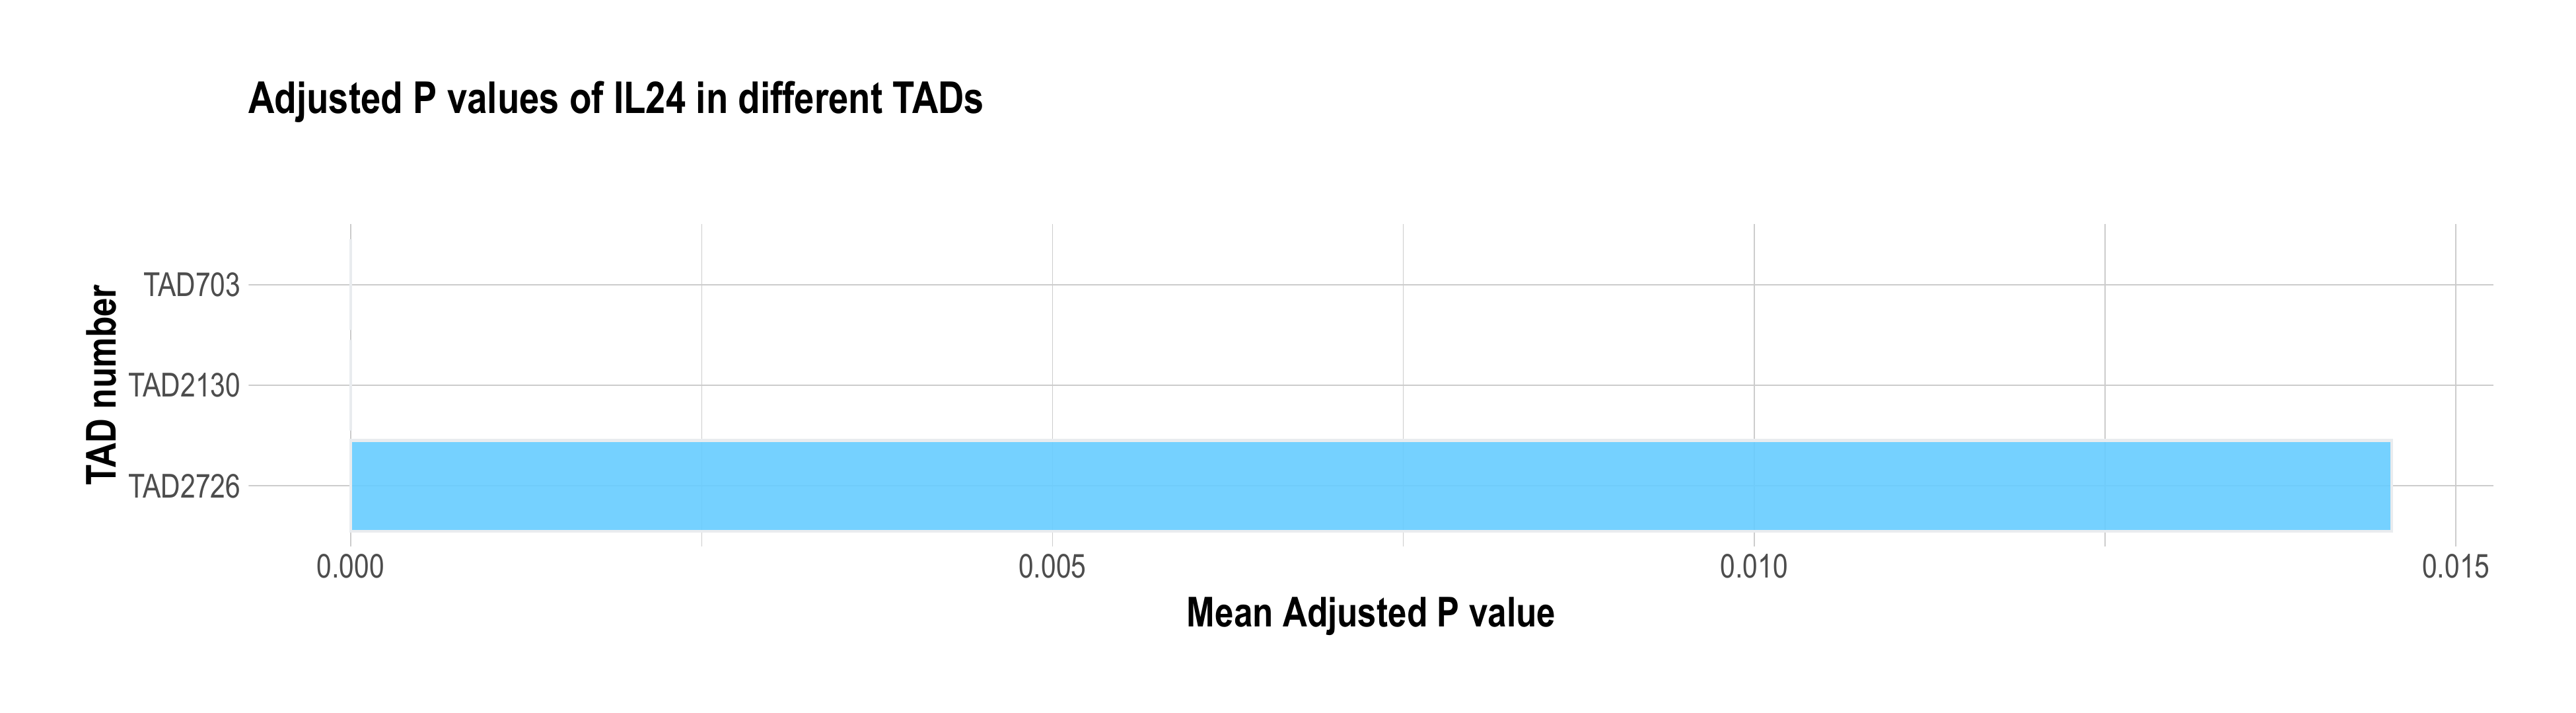 Adjusted P values of IL24 in different TADs
TAD number
TAD703
TAD2130
TAD2726
0.000 0.005 0.010 0.015
Mean Adjusted P value